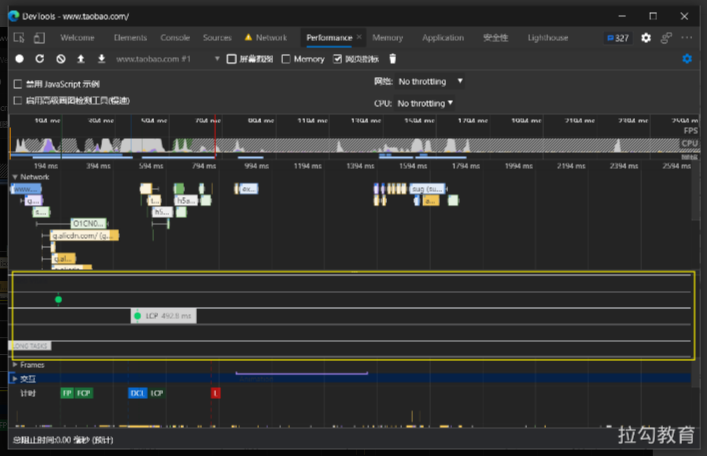 DevTools - www.taobao.com/
Welcome Elements Console Sources Network Performance Memory Application 安全性 Lighthouse 327
www.taobao.com #1 屏幕截图 Memory 网页指标
禁用 JavaScript 示例 网络: No throttling
启用高级画图检测工具(慢速) CPU: No throttling
194 ms 394 ms 594 ms 794 ms 994 ms 1194 ms 1394 ms 1594 ms 1794 ms 1994 ms 2194 ms 2394 ms 2594 ms
FPS
CPU
194 ms 394 ms 594 ms 794 ms 994 ms 1194 ms 1394 ms 1594 ms 1794 ms 1994 ms 2194 ms 2394 ms 2594 ms
Network
www... ex...
g... h5a...
s... h5...
O1CN0...
g.alicdn.com/ (g...
g.al...
LCP 492.8 ms
LONG TASKS
Frames
交互
计时 FP FCP DCL LCP L
总阻止时间:0.00 毫秒 (预计)
拉勾教育